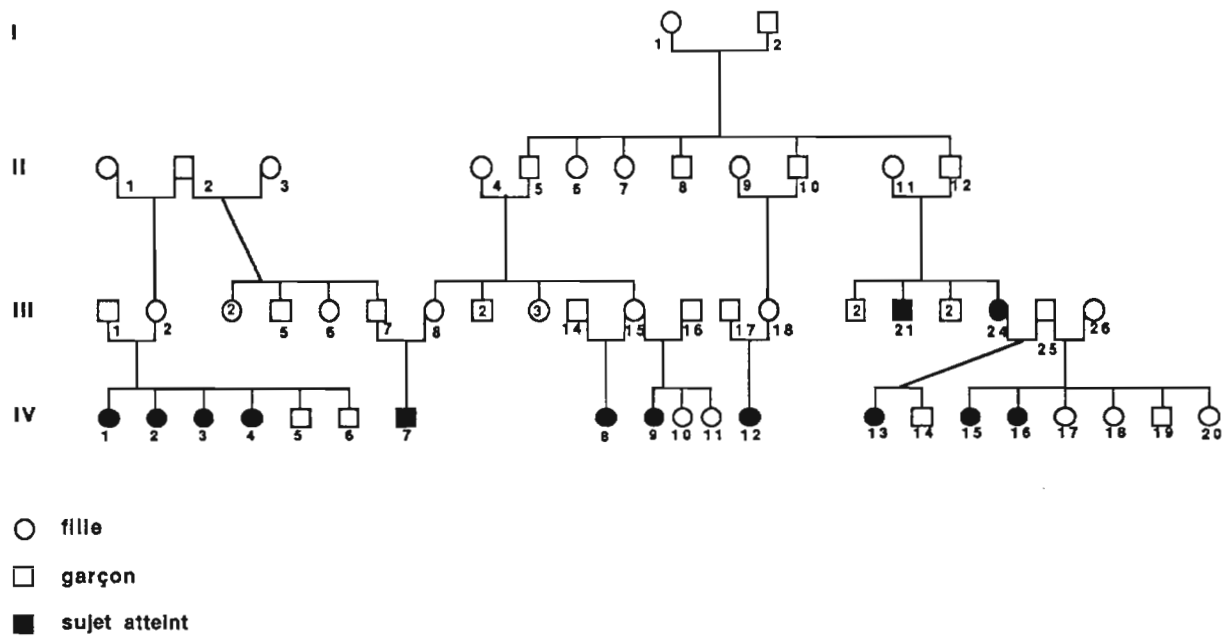 I
1 2
II
1 2 3 4 5 6 7 8 9 10 11 12
III
1 2 2 5 6 7 8 2 3 14 15 16 17 18 2 21 2 24 25 26
IV
1 2 3 4 5 6 7 8 9 10 11 12 13 14 15 16 17 18 19 20
fille
garçon
sujet atteint